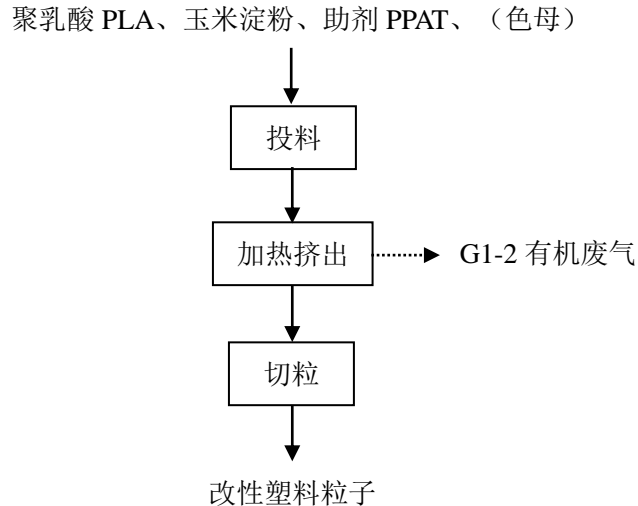 聚乳酸 PLA、玉米淀粉、助剂 PPAT、（色母）
投料
加热挤出
G1-2 有机废气
切粒
改性塑料粒子